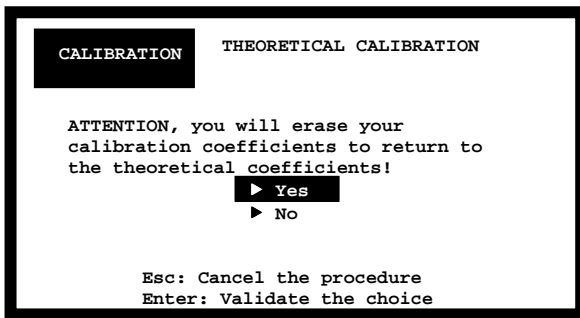 CALIBRATION
THEORETICAL CALIBRATION
ATTENTION, you will erase your
calibration coefficients to return to
the theoretical coefficients!
Yes
No
Esc: Cancel the procedure
Enter: Validate the choice